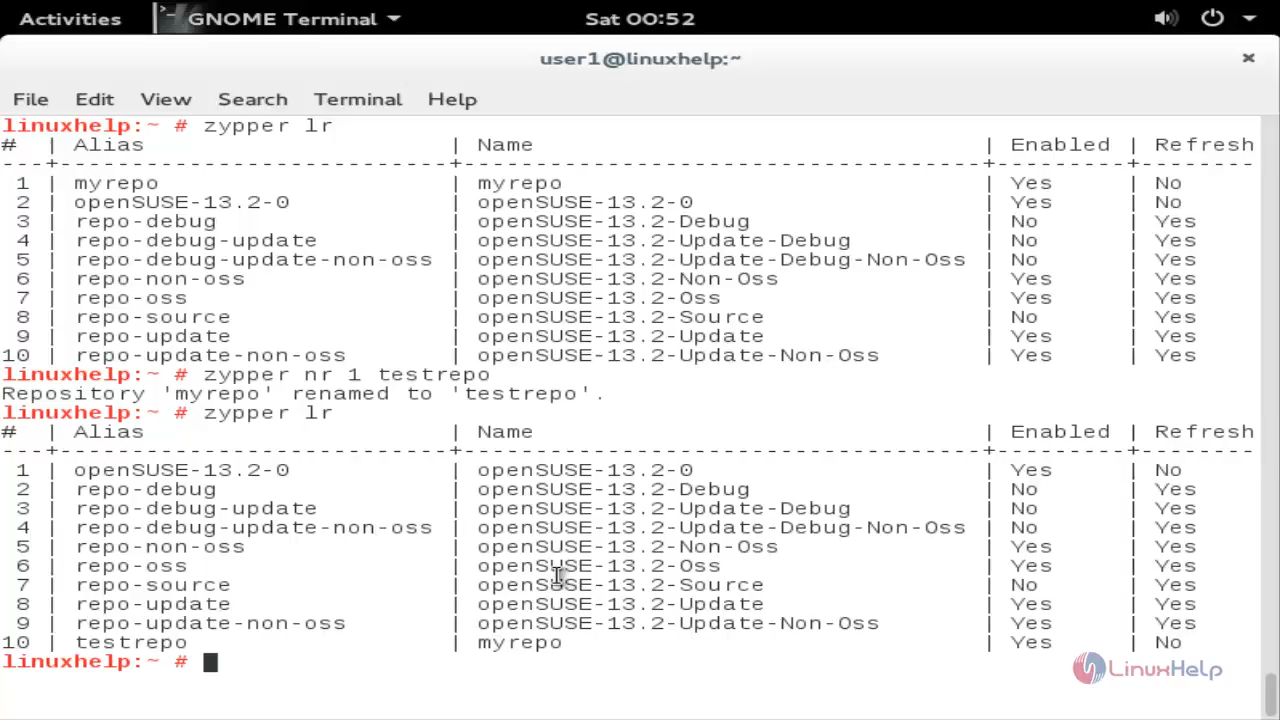 Activities GNOME Terminal Sat 00:52
user1@linuxhelp:~ ×
File Edit View Search Terminal Help
linuxhelp:~ # zypper lr
# | Alias | Name | Enabled | Refresh
---+---------------------------+-------------------------------------+---------+--------
1 | myrepo | myrepo | Yes | No
2 | openSUSE-13.2-0 | openSUSE-13.2-0 | Yes | No
3 | repo-debug | openSUSE-13.2-Debug | No | Yes
4 | repo-debug-update | openSUSE-13.2-Update-Debug | No | Yes
5 | repo-debug-update-non-oss | openSUSE-13.2-Update-Debug-Non-Oss | No | Yes
6 | repo-non-oss | openSUSE-13.2-Non-Oss | Yes | Yes
7 | repo-oss | openSUSE-13.2-Oss | Yes | Yes
8 | repo-source | openSUSE-13.2-Source | No | Yes
9 | repo-update | openSUSE-13.2-Update | Yes | Yes
10 | repo-update-non-oss | openSUSE-13.2-Update-Non-Oss | Yes | Yes
linuxhelp:~ # zypper nr 1 testrepo
Repository 'myrepo' renamed to 'testrepo'.
linuxhelp:~ # zypper lr
# | Alias | Name | Enabled | Refresh
---+---------------------------+-------------------------------------+---------+--------
1 | openSUSE-13.2-0 | openSUSE-13.2-0 | Yes | No
2 | repo-debug | openSUSE-13.2-Debug | No | Yes
3 | repo-debug-update | openSUSE-13.2-Update-Debug | No | Yes
4 | repo-debug-update-non-oss | openSUSE-13.2-Update-Debug-Non-Oss | No | Yes
5 | repo-non-oss | openSUSE-13.2-Non-Oss | Yes | Yes
6 | repo-oss | openSUSE-13.2-Oss | Yes | Yes
7 | repo-source | openSUSE-13.2-Source | No | Yes
8 | repo-update | openSUSE-13.2-Update | Yes | Yes
9 | repo-update-non-oss | openSUSE-13.2-Update-Non-Oss | Yes | Yes
10 | testrepo | myrepo | Yes | No
linuxhelp:~ #
LinuxHelp